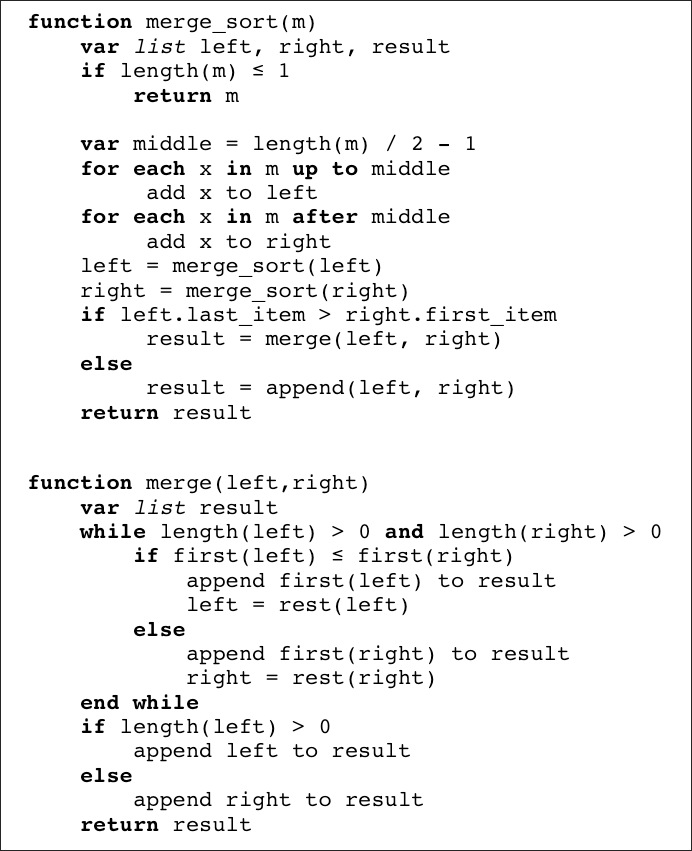 function merge_sort(m)
    var list left, right, result
    if length(m) ≤ 1
        return m

    var middle = length(m) / 2 - 1
    for each x in m up to middle
         add x to left
    for each x in m after middle
         add x to right
    left = merge_sort(left)
    right = merge_sort(right)
    if left.last_item > right.first_item
         result = merge(left, right)
    else
         result = append(left, right)
    return result

function merge(left,right)
    var list result
    while length(left) > 0 and length(right) > 0
        if first(left) ≤ first(right)
            append first(left) to result
            left = rest(left)
        else
            append first(right) to result
            right = rest(right)
    end while
    if length(left) > 0
        append left to result
    else
        append right to result
    return result